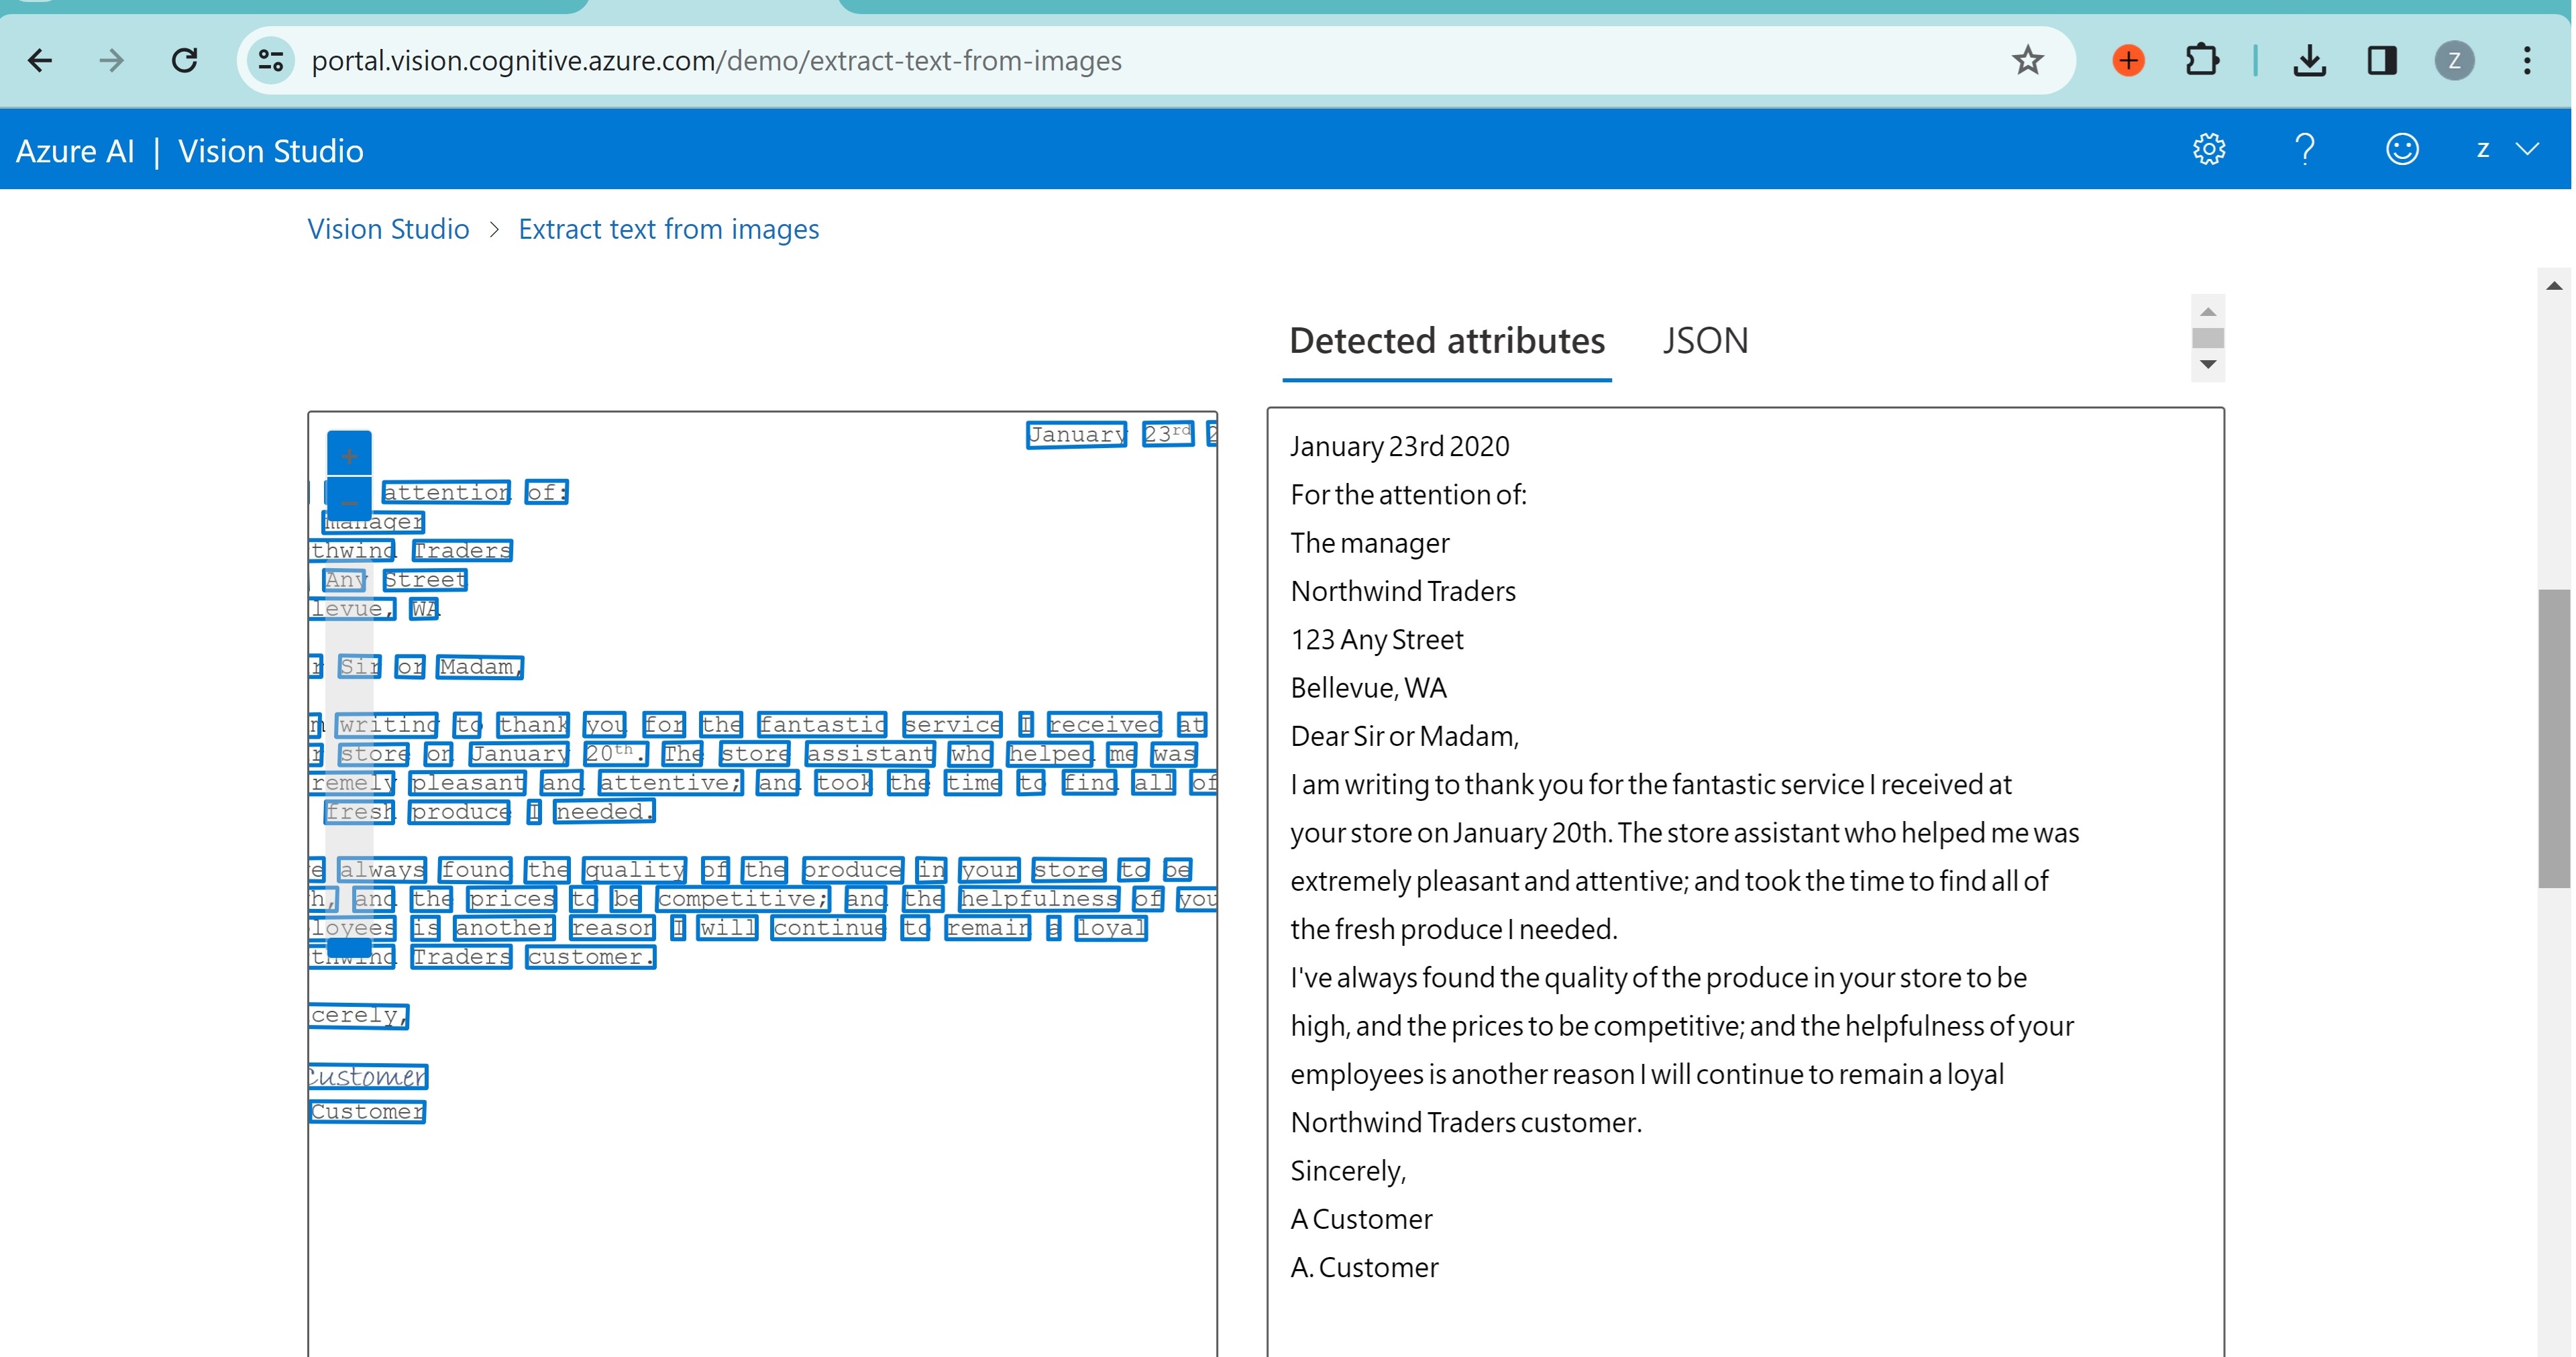 portal.vision.cognitive.azure.com/demo/extract-text-from-images
Z
Azure AI | Vision Studio
z
Vision Studio > Extract text from images
Detected attributes
JSON
January 23rd 2
attention of:
manager
thwind Traders
Any Street
levue, WA
r Sir or Madam,
m writing to thank you for the fantastic service I received at
r store on January 20th. The store assistant who helped me was
remely pleasant and attentive; and took the time to find all of
fresh produce I needed.
e always found the quality of the produce in your store to be
h, and the prices to be competitive; and the helpfulness of you
loyees is another reason I will continue to remain a loyal
thwind Traders customer.
cerely,
Customer
Customer
January 23rd 2020
For the attention of:
The manager
Northwind Traders
123 Any Street
Bellevue, WA
Dear Sir or Madam,
I am writing to thank you for the fantastic service I received at
your store on January 20th. The store assistant who helped me was
extremely pleasant and attentive; and took the time to find all of
the fresh produce I needed.
I've always found the quality of the produce in your store to be
high, and the prices to be competitive; and the helpfulness of your
employees is another reason I will continue to remain a loyal
Northwind Traders customer.
Sincerely,
A Customer
A. Customer